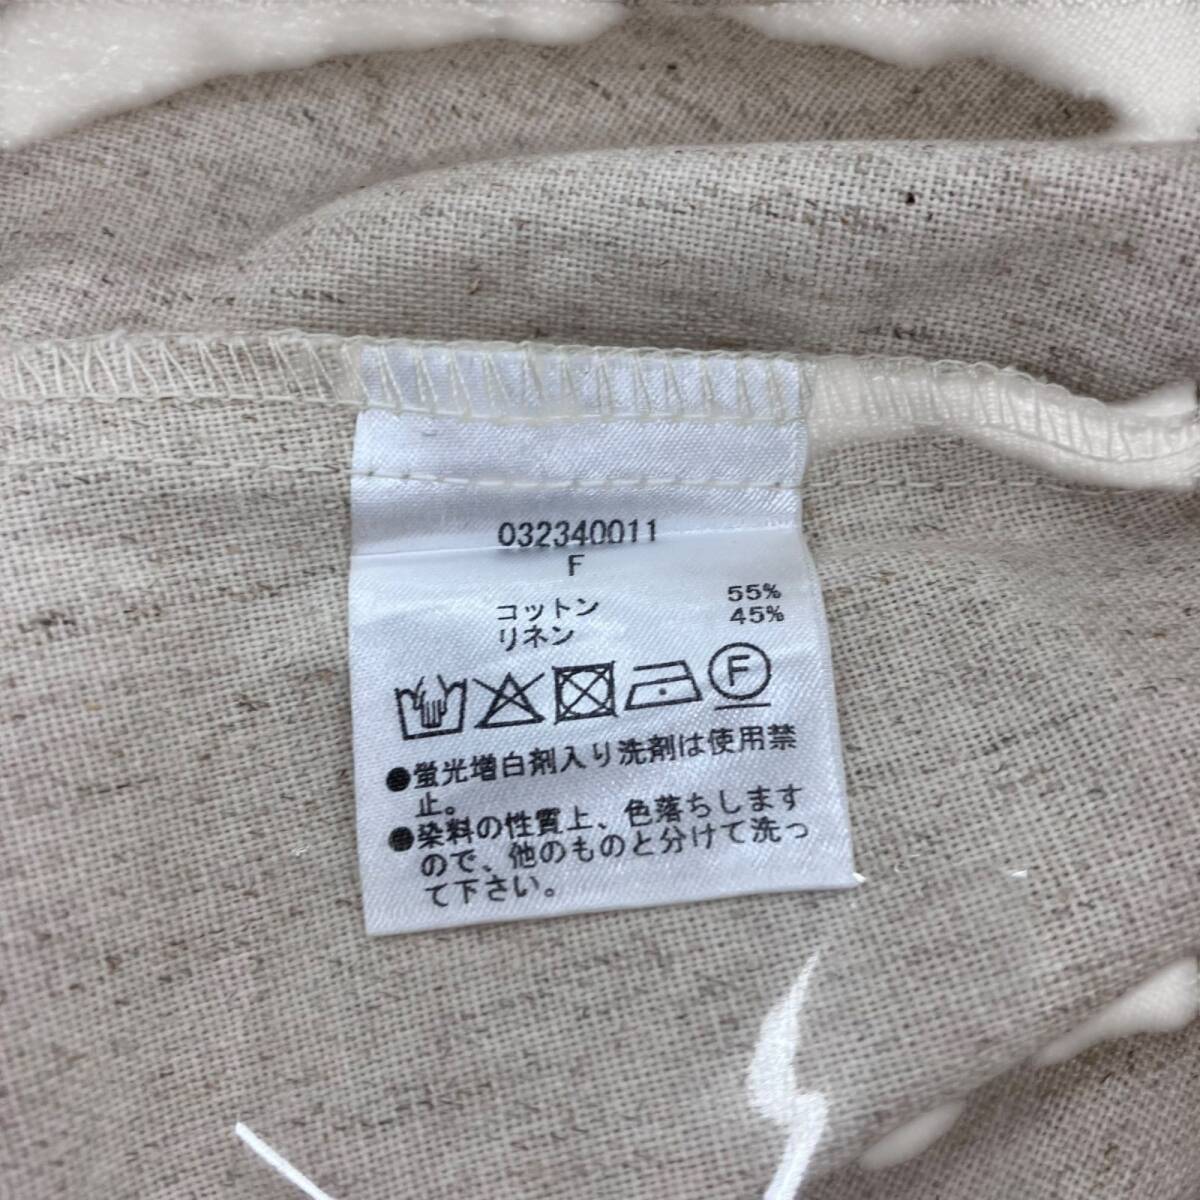 032340011
F
コットン 55%
リネン 45%
F
●蛍光増白剤入り洗剤は使用禁
止。
●染料の性質上、色落ちします
ので、他のものと分けて洗っ
て下さい。